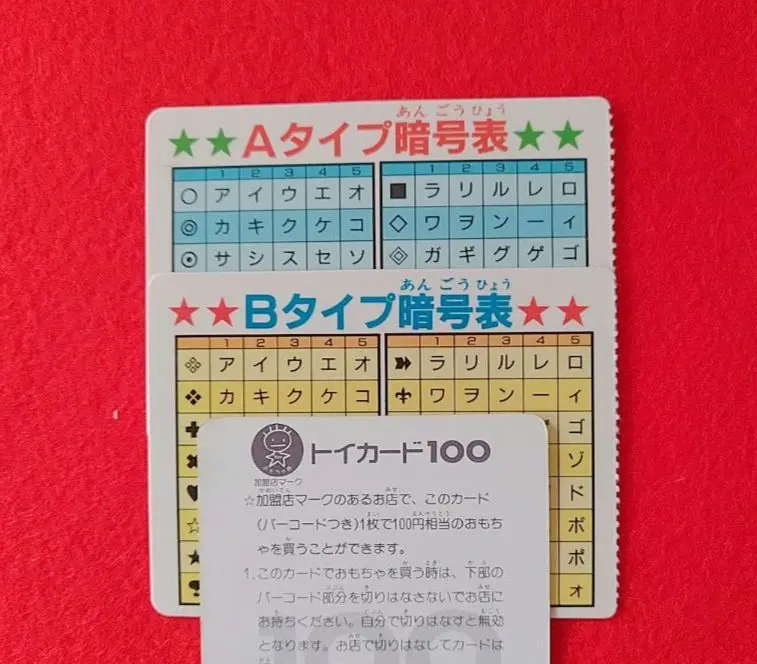 あんごうひょう
★★Aタイプ暗号表★★
1 2 3 4 5 1 2 3 4 5
○ アイウエオ ■ ラリルレロ
◎ カキクケコ ◇ ワヲンーィ
サシスセソ ガギグゲゴ
あんごうひょう
★★Bタイプ暗号表★★
1 2 3 4 5 1 2 3 4 5
アイウエオ ラリルレロ
カキクケコ ワヲンーィ
ゴ
ゾ
ド
ボ
ポ
ォ
トイカード100
加盟店マーク
☆加盟店マークのあるお店で、このカード
(バーコードつき)1枚で100円相当のおもち
ゃを買うことができます。
1.このカードでおもちゃを買う時は、下部の
バーコード部分を切りはなさないでお店に
お持ちください。自分で切りはなすと無効
となります。お店で切りはなしてカードは